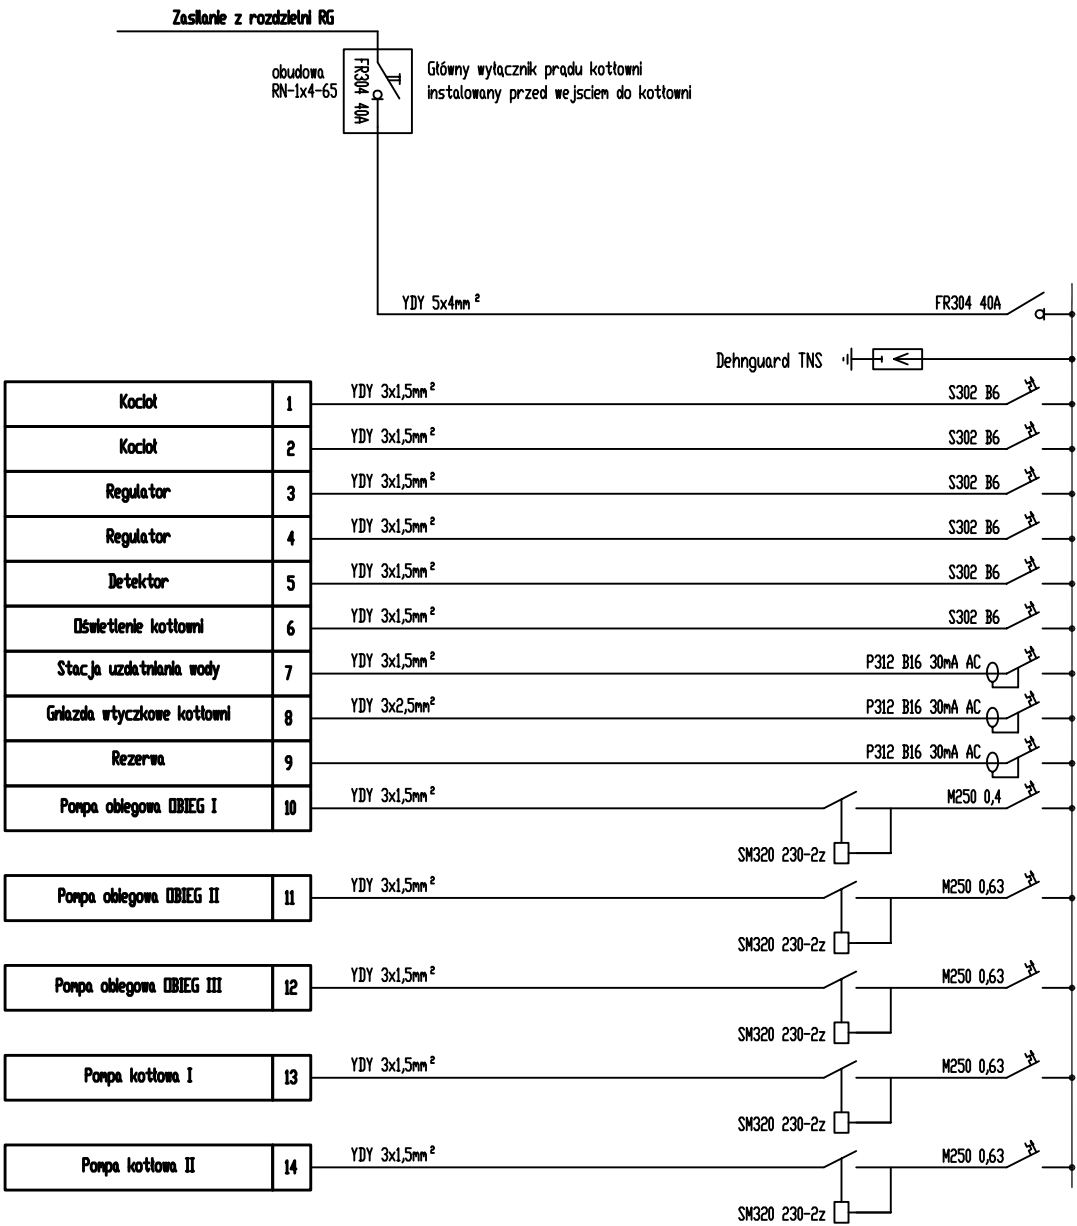 Zasilanie z rozdzielni RG
obudowa
RN-1x4-65
FR304 40A
Główny wyłącznik prądu kotłowni
instalowany przed wejsciem do kotłowni
YDY 5x4mm²
FR304 40A
Dehnguard TNS
Kocioł 1 YDY 3x1,5mm² S302 B6
Kocioł 2 YDY 3x1,5mm² S302 B6
Regulator 3 YDY 3x1,5mm² S302 B6
Regulator 4 YDY 3x1,5mm² S302 B6
Detektor 5 YDY 3x1,5mm² S302 B6
Oświetlenie kotłowni 6 YDY 3x1,5mm² S302 B6
Stacja uzdatniania wody 7 YDY 3x1,5mm² P312 B16 30mA AC
Gniazda wtyczkowe kotłowni 8 YDY 3x2,5mm² P312 B16 30mA AC
Rezerwa 9 P312 B16 30mA AC
Pompa obiegowa OBIEG I 10 YDY 3x1,5mm² M250 0,4
SM320 230-2z
Pompa obiegowa OBIEG II 11 YDY 3x1,5mm² M250 0,63
SM320 230-2z
Pompa obiegowa OBIEG III 12 YDY 3x1,5mm² M250 0,63
SM320 230-2z
Pompa kotłowa I 13 YDY 3x1,5mm² M250 0,63
SM320 230-2z
Pompa kotłowa II 14 YDY 3x1,5mm² M250 0,63
SM320 230-2z